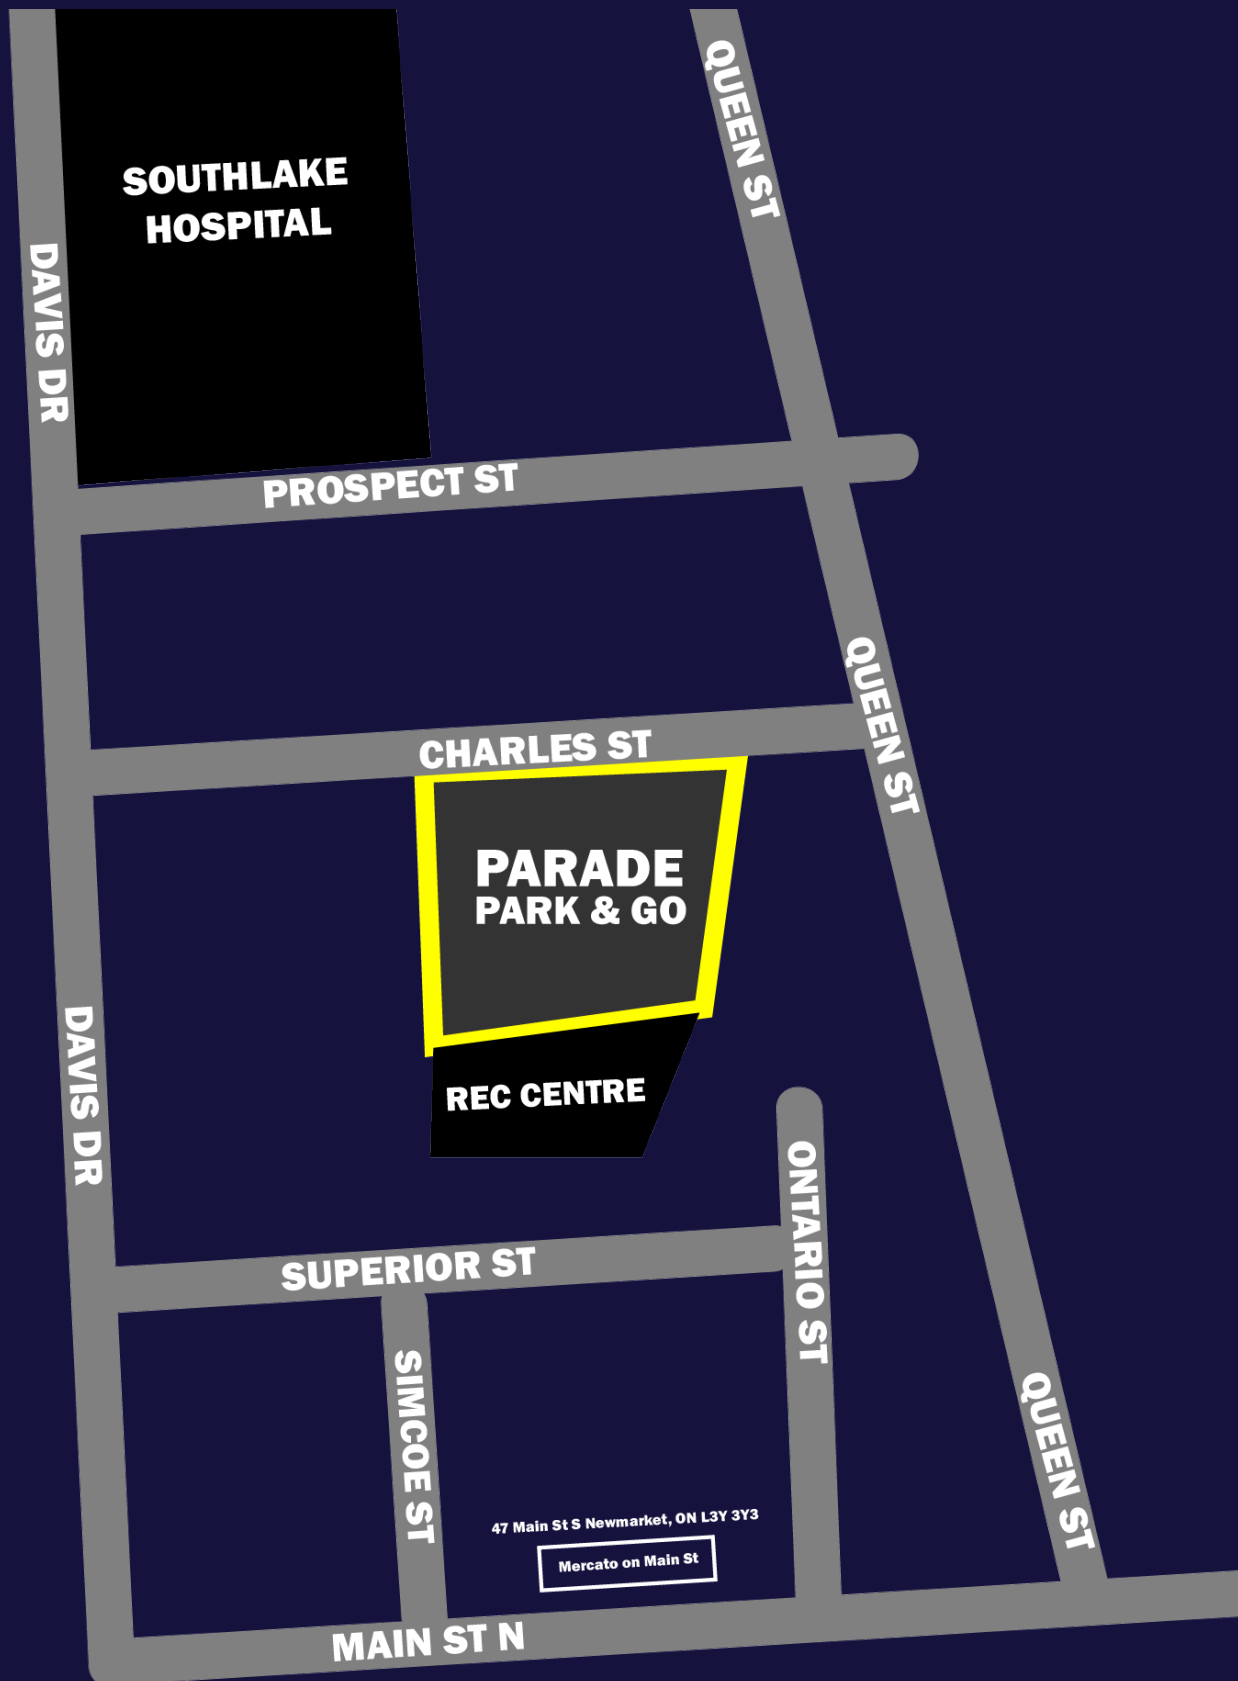 QUEEN ST
SOUTHLAKE
HOSPITAL
DAVIS DR
PROSPECT ST
QUEEN ST
CHARLES ST
PARADE
PARK & GO
DAVIS DR
REC CENTRE
ONTARIO ST
SUPERIOR ST
SIMCOE ST
QUEEN ST
47 Main St S Newmarket, ON L3Y 3Y3
Mercato on Main St
MAIN ST N